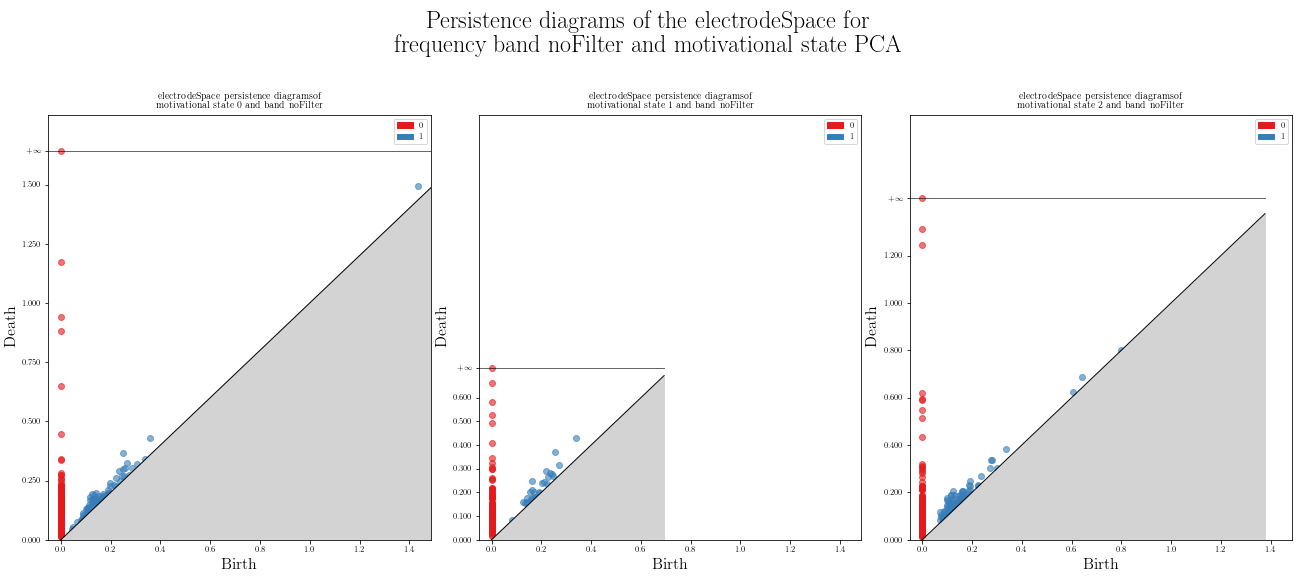 Persistence diagrams of the electrodeSpace for
frequency band noFilter and motivational state PCA
electrodeSpace persistence diagramsof
motivational state 0 and band noFilter
0
1
+∞
1.500
1.250
1.000
0.750
0.500
0.250
0.000
Death
0.0 0.2 0.4 0.6 0.8 1.0 1.2 1.4
Birth
electrodeSpace persistence diagramsof
motivational state 1 and band noFilter
0
1
+∞
0.600
0.500
0.400
0.300
0.200
0.100
0.000
Death
0.0 0.2 0.4 0.6 0.8 1.0 1.2 1.4
Birth
electrodeSpace persistence diagramsof
motivational state 2 and band noFilter
0
1
+∞
1.200
1.000
0.800
0.600
0.400
0.200
0.000
Death
0.0 0.2 0.4 0.6 0.8 1.0 1.2 1.4
Birth